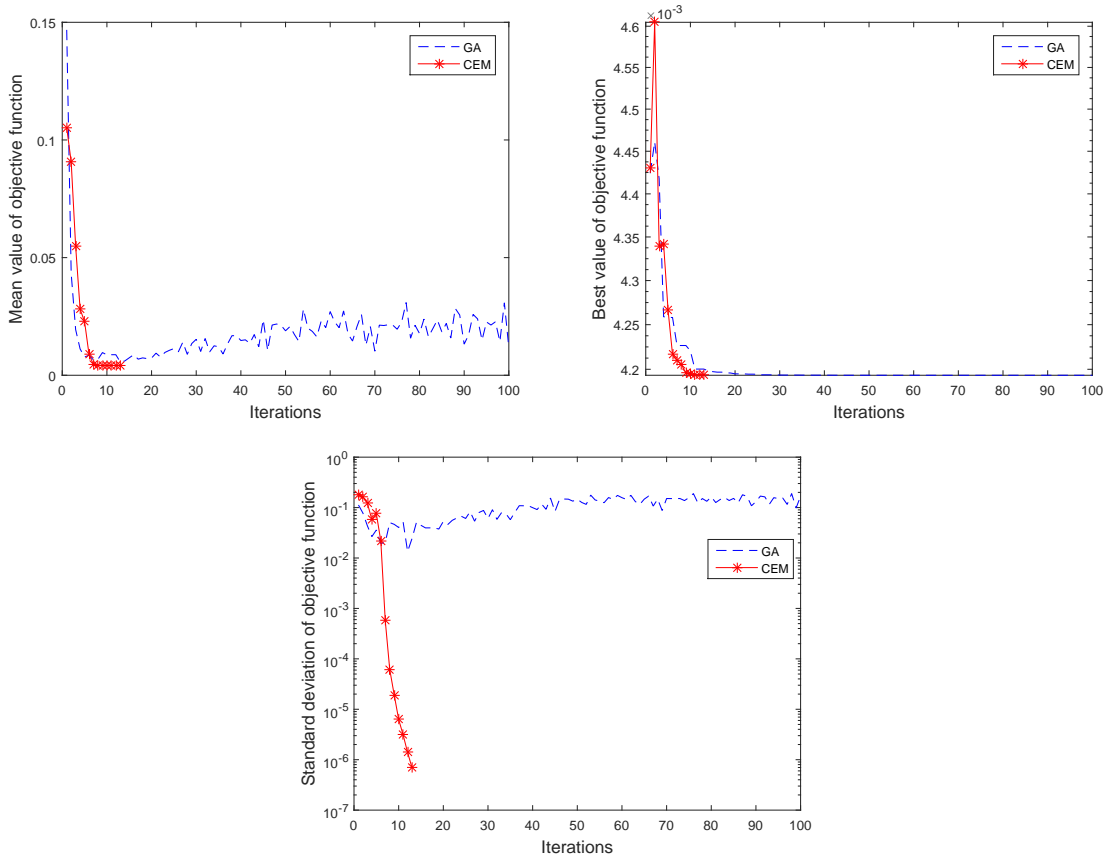 0.15
0.1
0.05
0
Mean value of objective function
0 10 20 30 40 50 60 70 80 90 100
Iterations
GA
CEM
×10^-3
4.6
4.55
4.5
4.45
4.4
4.35
4.3
4.25
4.2
Best value of objective function
0 10 20 30 40 50 60 70 80 90 100
Iterations
GA
CEM
10^0
10^-1
10^-2
10^-3
10^-4
10^-5
10^-6
10^-7
Standard deviation of objective function
0 10 20 30 40 50 60 70 80 90 100
Iterations
GA
CEM